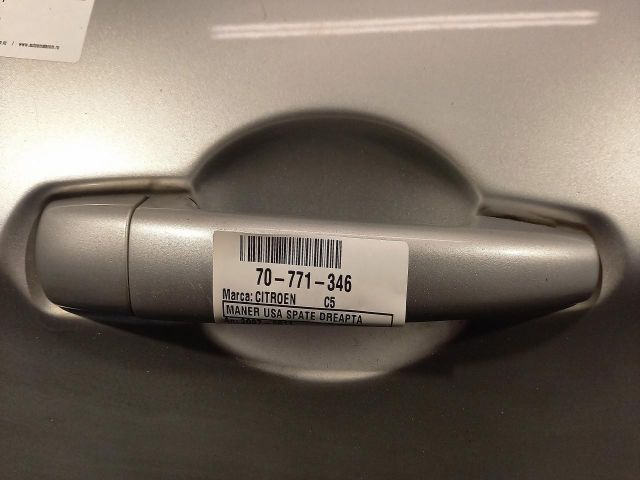 70-771-346
Marca: CITROEN C5
MANER USA SPATE DREAPTA